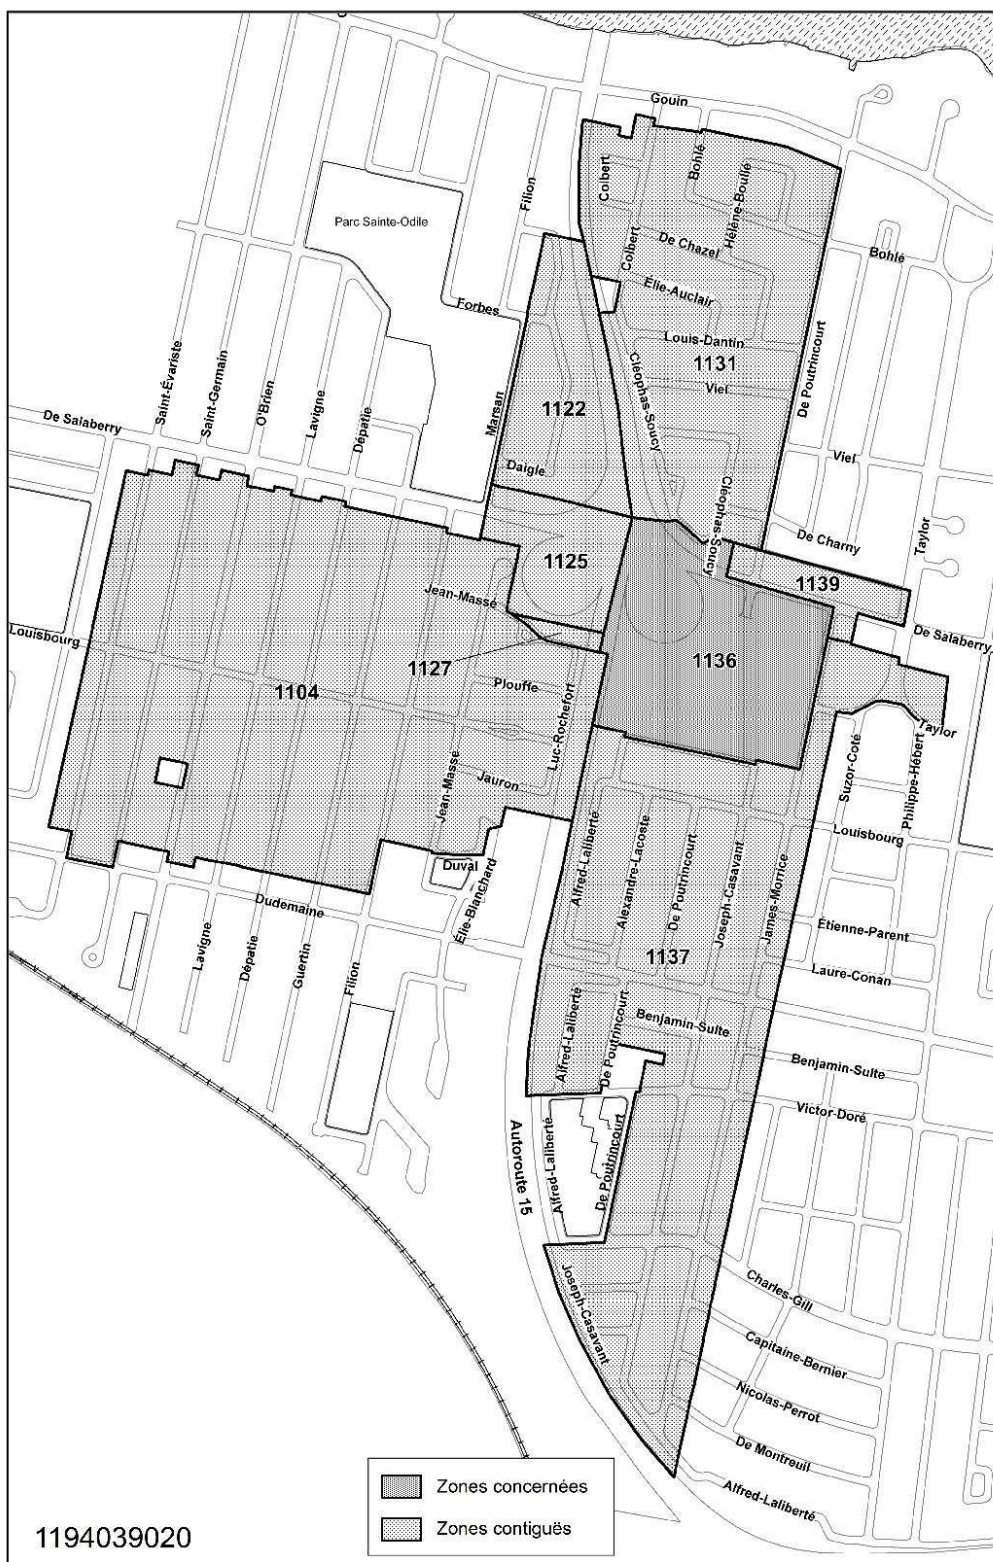 Gouin
Colbert
Bohlé
Hélène-Boullé
Filion
Parc Sainte-Odile
Colbert
De Chazel
Bohlé
Élie-Auclair
Forbes
Louis-Dantin
1131
De Poutrincourt
Saint-Évariste
Saint-Germain
O'Brien
Lavigne
Dépatie
Cléophas-Soucy
Viel
1122
Marsan
De Salaberry
Viel
Daigle
Cléophas-Soucy
De Charny
Taylor
1125
1139
Jean-Massé
De Salaberry
Louisbourg
1127
1136
Plouffe
1104
Luc-Rochefort
Taylor
Suzor-Coté
Philippe-Hébert
Jean-Massé
Jauron
Louisbourg
Alfred-Laliberté
Alexandre-Lacoste
De Poutrincourt
Joseph-Casavant
James-Morrice
Duval
Élie-Blanchard
Dudemaine
Étienne-Parent
Lavigne
Dépatie
Guertin
Filion
1137
Laure-Conan
Alfred-Laliberté
De Poutrincourt
Benjamin-Sulte
Benjamin-Sulte
Victor-Doré
Autoroute 15
Alfred-Laliberté
De Poutrincourt
Joseph-Casavant
Charles-Gill
Capitaine-Bernier
Nicolas-Perrot
De Montreuil
Alfred-Laliberté
Zones concernées
Zones contiguës
1194039020